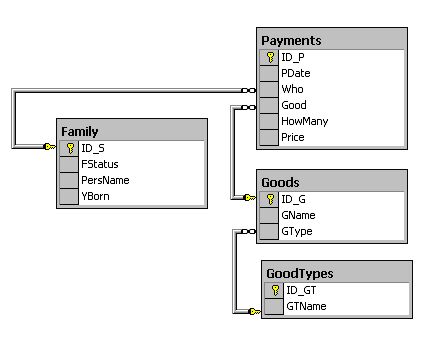 Payments
ID_P
PDate
Who
Good
HowMany
Price
Family
ID_S
FStatus
PersName
YBorn
Goods
ID_G
GName
GType
GoodTypes
ID_GT
GTName